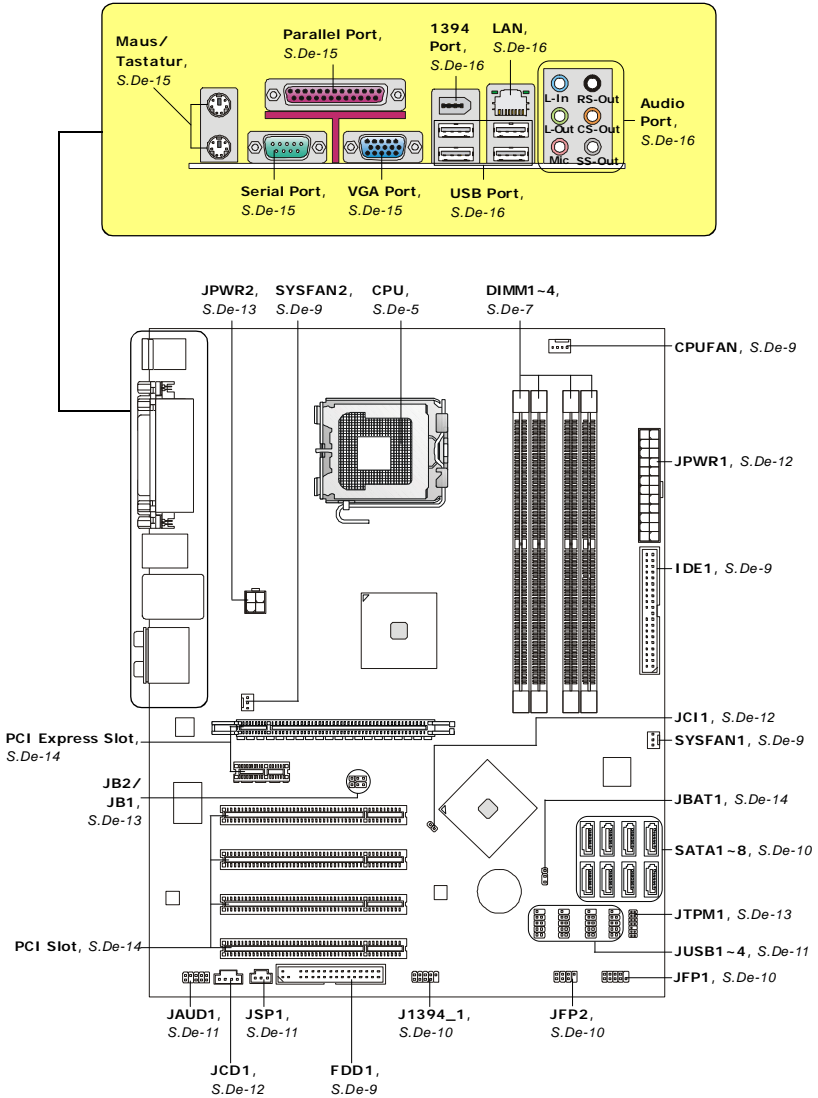 Maus/
Tastatur,
S.De-15
Parallel Port,
S.De-15
1394
Port,
S.De-16
LAN,
S.De-16
L-In
RS-Out
L-Out
CS-Out
Mic
SS-Out
Audio
Port,
S.De-16
Serial Port,
S.De-15
VGA Port,
S.De-15
USB Port,
S.De-16
JPWR2,
S.De-13
SYSFAN2,
S.De-9
CPU,
S.De-5
DIMM1~4,
S.De-7
CPUFAN, S.De-9
JPWR1, S.De-12
IDE1, S.De-9
JCI1, S.De-12
SYSFAN1, S.De-9
PCI Express Slot,
S.De-14
JB2/
JB1,
S.De-13
JBAT1, S.De-14
SATA1~8, S.De-10
JTPM1, S.De-13
PCI Slot, S.De-14
JUSB1~4, S.De-11
JFP1, S.De-10
JAUD1,
S.De-11
JSP1,
S.De-11
J1394_1,
S.De-10
JFP2,
S.De-10
JCD1,
S.De-12
FDD1,
S.De-9